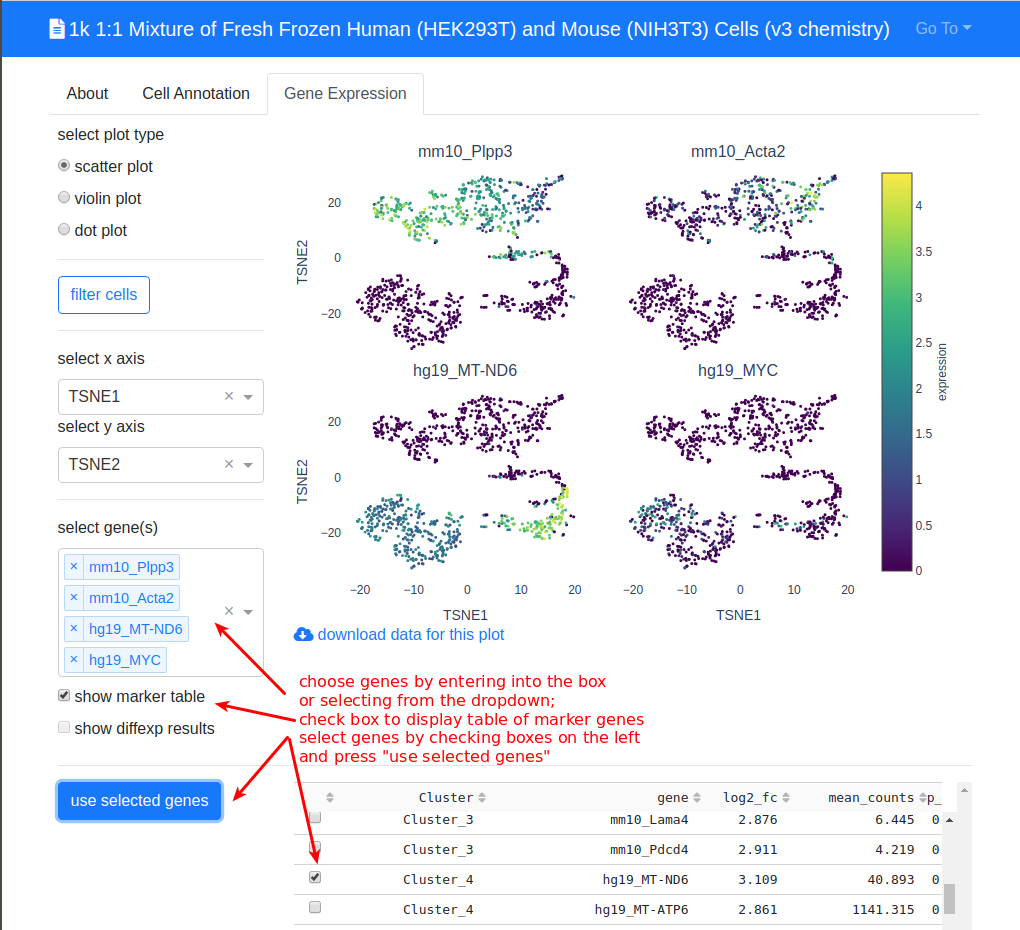 1k 1:1 Mixture of Fresh Frozen Human (HEK293T) and Mouse (NIH3T3) Cells (v3 chemistry) Go To
About Cell Annotation Gene Expression
select plot type
scatter plot
violin plot
dot plot
filter cells
select x axis
TSNE1 ×
select y axis
TSNE2 ×
select gene(s)
× mm10_Plpp3
× mm10_Acta2
× hg19_MT-ND6
× hg19_MYC
×
show marker table
show diffexp results
use selected genes
mm10_Plpp3 mm10_Acta2
20
0
−20
TSNE2
hg19_MT-ND6 hg19_MYC
20
0
−20
TSNE2
−20 −10 0 10 20 −20 −10 0 10 20
TSNE1 TSNE1
4
3.5
3
2.5
2
1.5
1
0.5
0
expression
download data for this plot
choose genes by entering into the box
or selecting from the dropdown;
check box to display table of marker genes
select genes by checking boxes on the left
and press "use selected genes"
Cluster gene log2_fc mean_counts p_
Cluster_3 mm10_Lama4 2.876 6.445 0
Cluster_3 mm10_Pdcd4 2.911 4.219 0
Cluster_4 hg19_MT-ND6 3.109 40.893 0
Cluster_4 hg19_MT-ATP6 2.861 1141.315 0